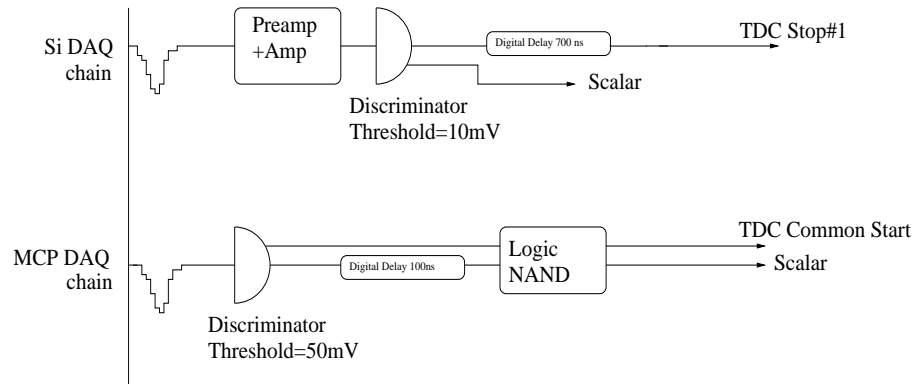 Si DAQ
chain
Preamp
+Amp
Digital Delay 700 ns
TDC Stop#1
Scalar
Discriminator
Threshold=10mV
MCP DAQ
chain
Digital Delay 100ns
Logic
NAND
TDC Common Start
Scalar
Discriminator
Threshold=50mV